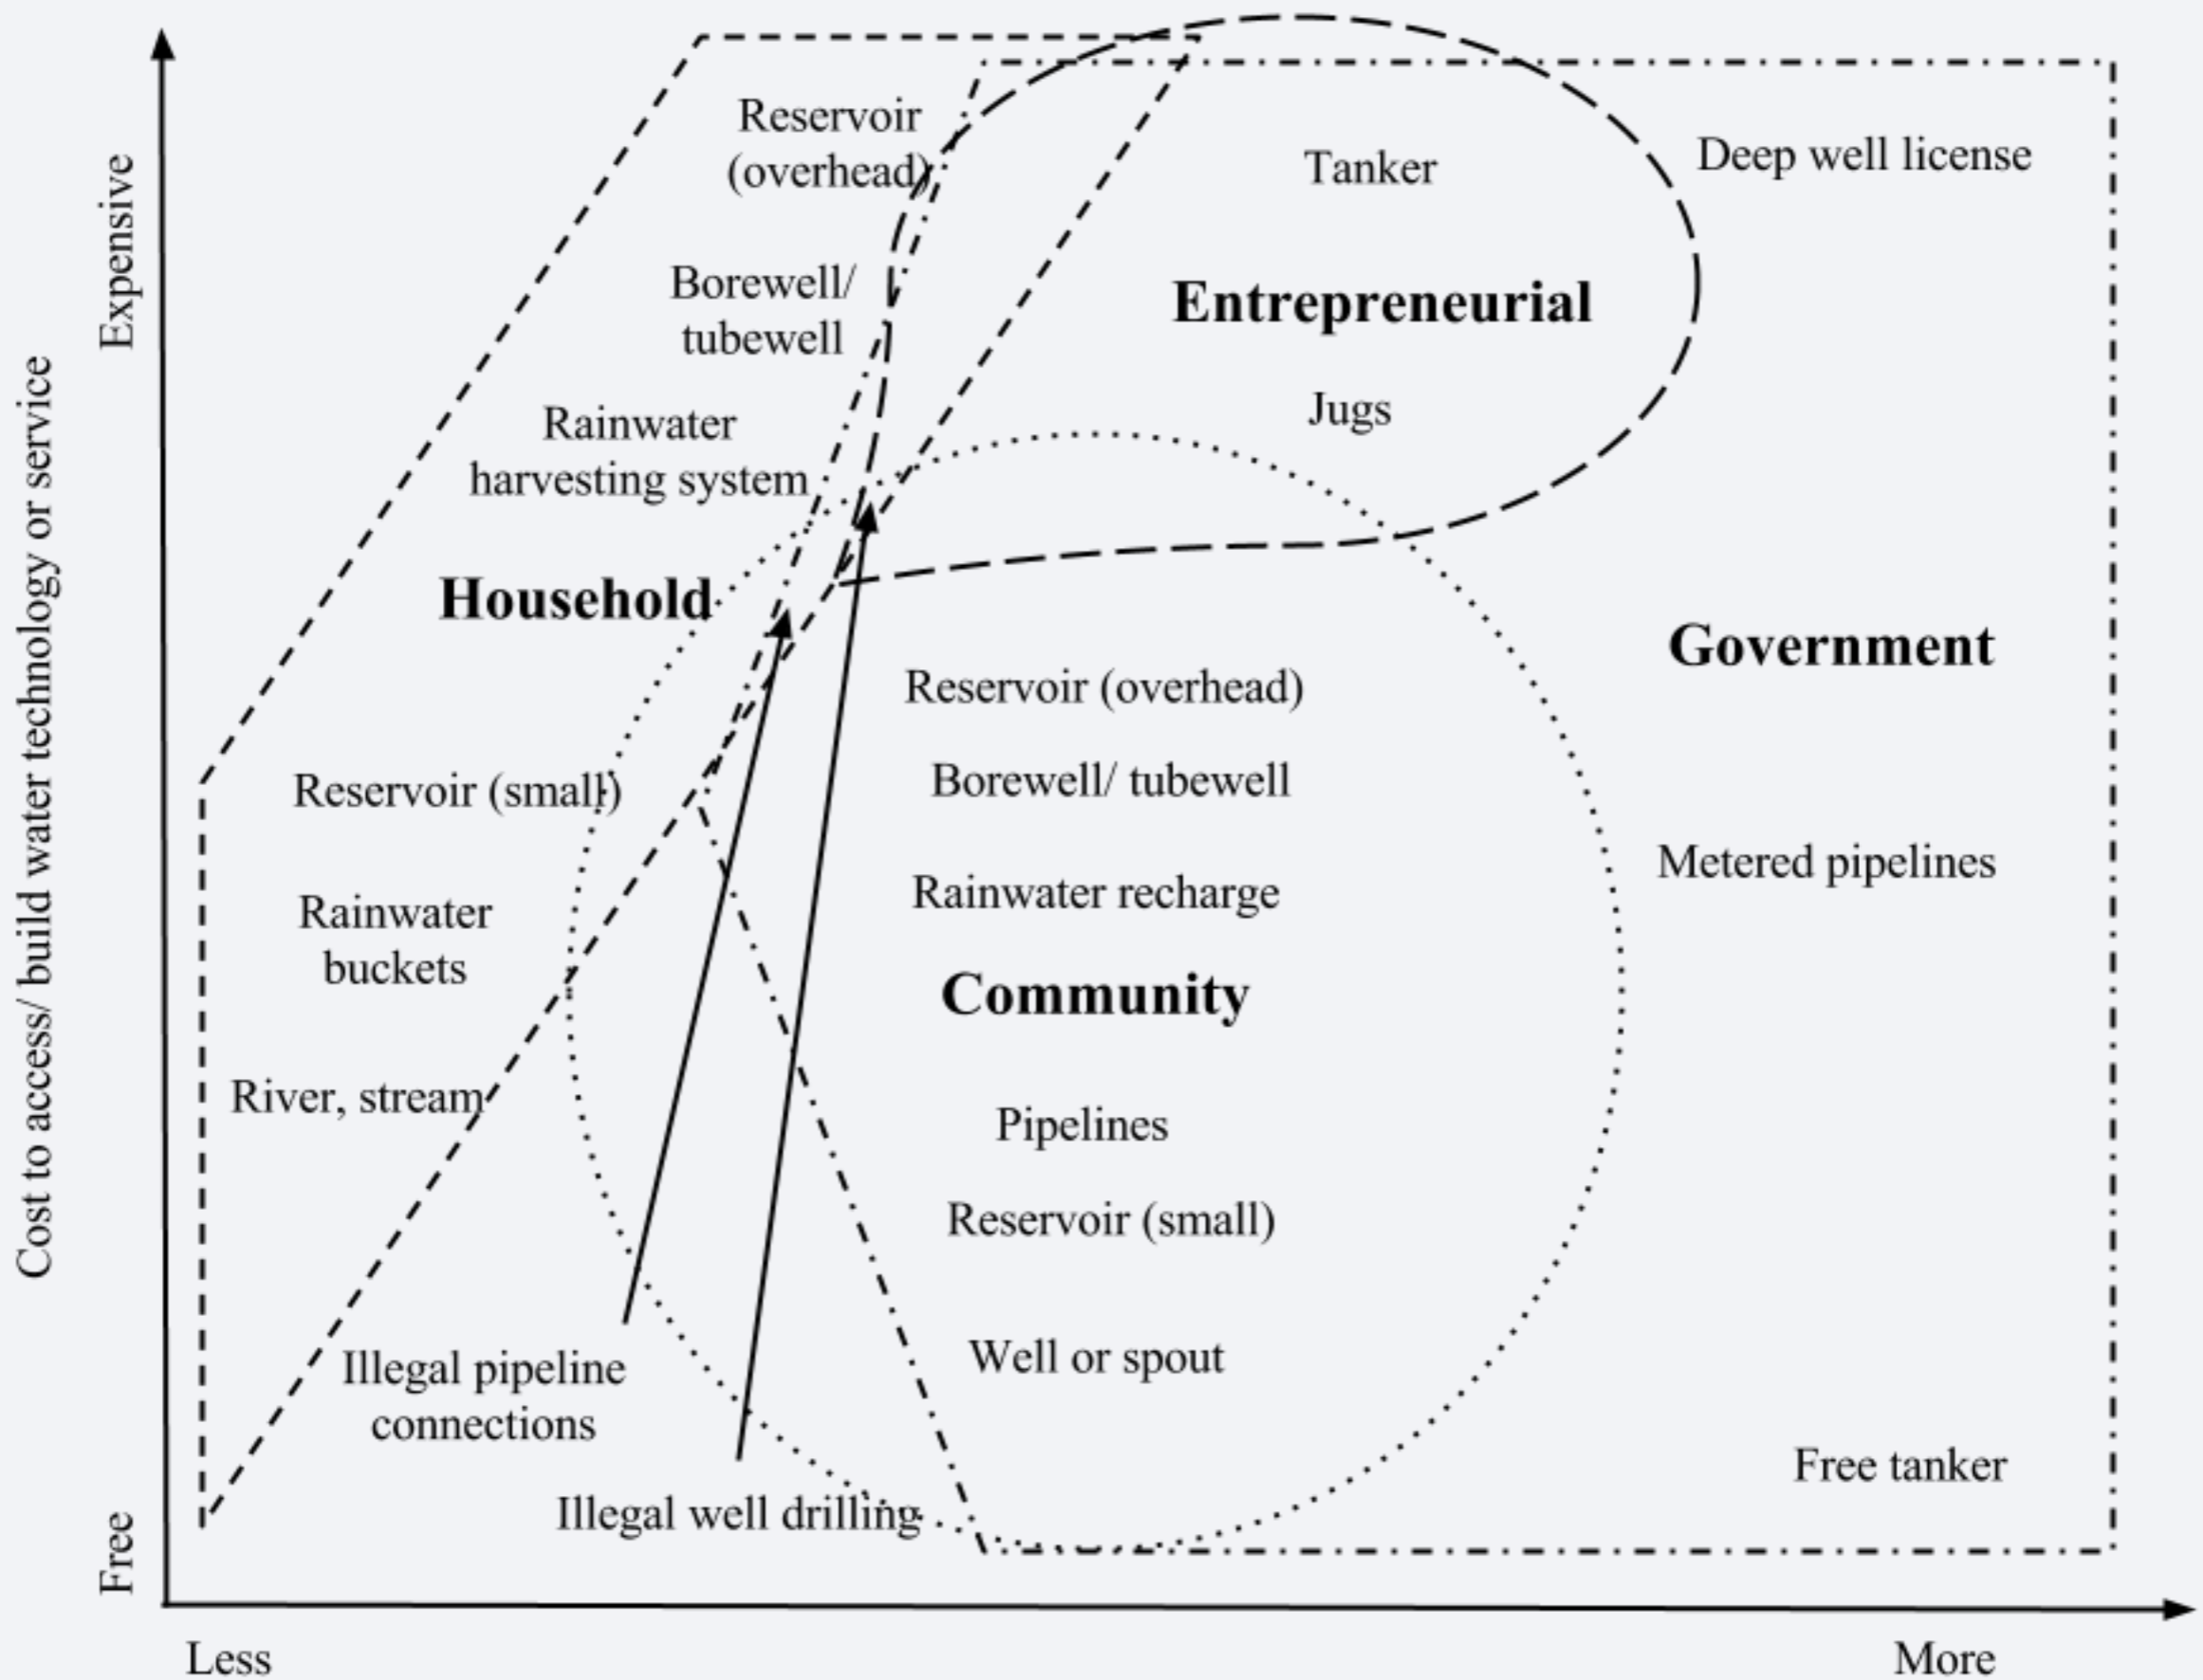 Cost to access/ build water technology or service
Expensive
Free
Reservoir
(overhead)
Borewell/
tubewell
Rainwater
harvesting system
Household
Reservoir (small)
Rainwater
buckets
River, stream
Illegal pipeline
connections
Illegal well drilling
Tanker
Entrepreneurial
Jugs
Reservoir (overhead)
Borewell/ tubewell
Rainwater recharge
Community
Pipelines
Reservoir (small)
Well or spout
Deep well license
Government
Metered pipelines
Free tanker
Less
More